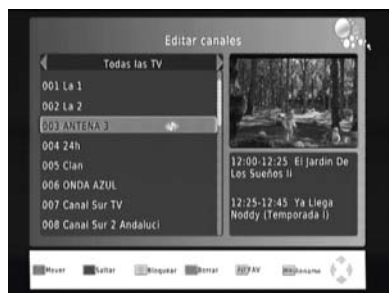 Editar canales
Todas las TV
001 La 1
002 La 2
003 ANTENA 3
004 24h
005 Clan
006 ONDA AZUL
007 Canal Sur TV
008 Canal Sur 2 Andaluci
12:00-12:25 El Jardin De
Los Sueños Ii
12:25-12:45 Ya Llega
Noddy (Temporada I)
Mover Saltar Bloquear Borrar FAV Rename